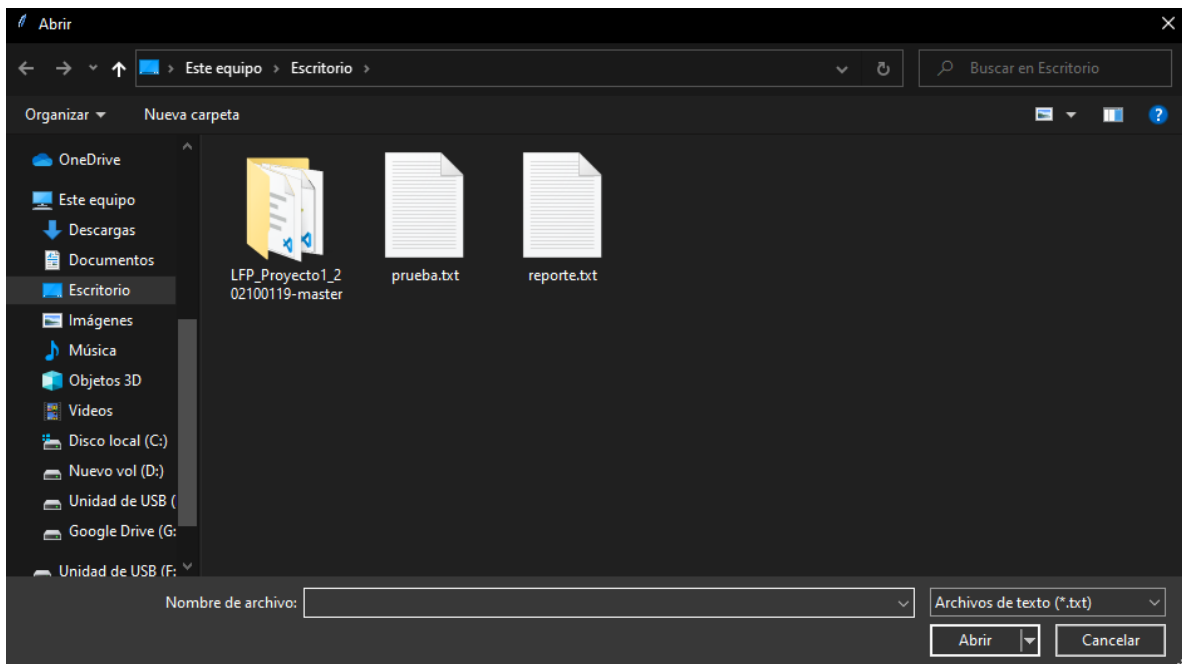 Abrir
Este equipo > Escritorio >
Buscar en Escritorio
Organizar
Nueva carpeta
OneDrive
Este equipo
Descargas
Documentos
Escritorio
Imágenes
Música
Objetos 3D
Videos
Disco local (C:)
Nuevo vol (D:)
Unidad de USB (
Google Drive (G:
Unidad de USB (F:
LFP_Proyecto1_2
02100119-master
prueba.txt
reporte.txt
Nombre de archivo:
Archivos de texto (*.txt)
Abrir
Cancelar